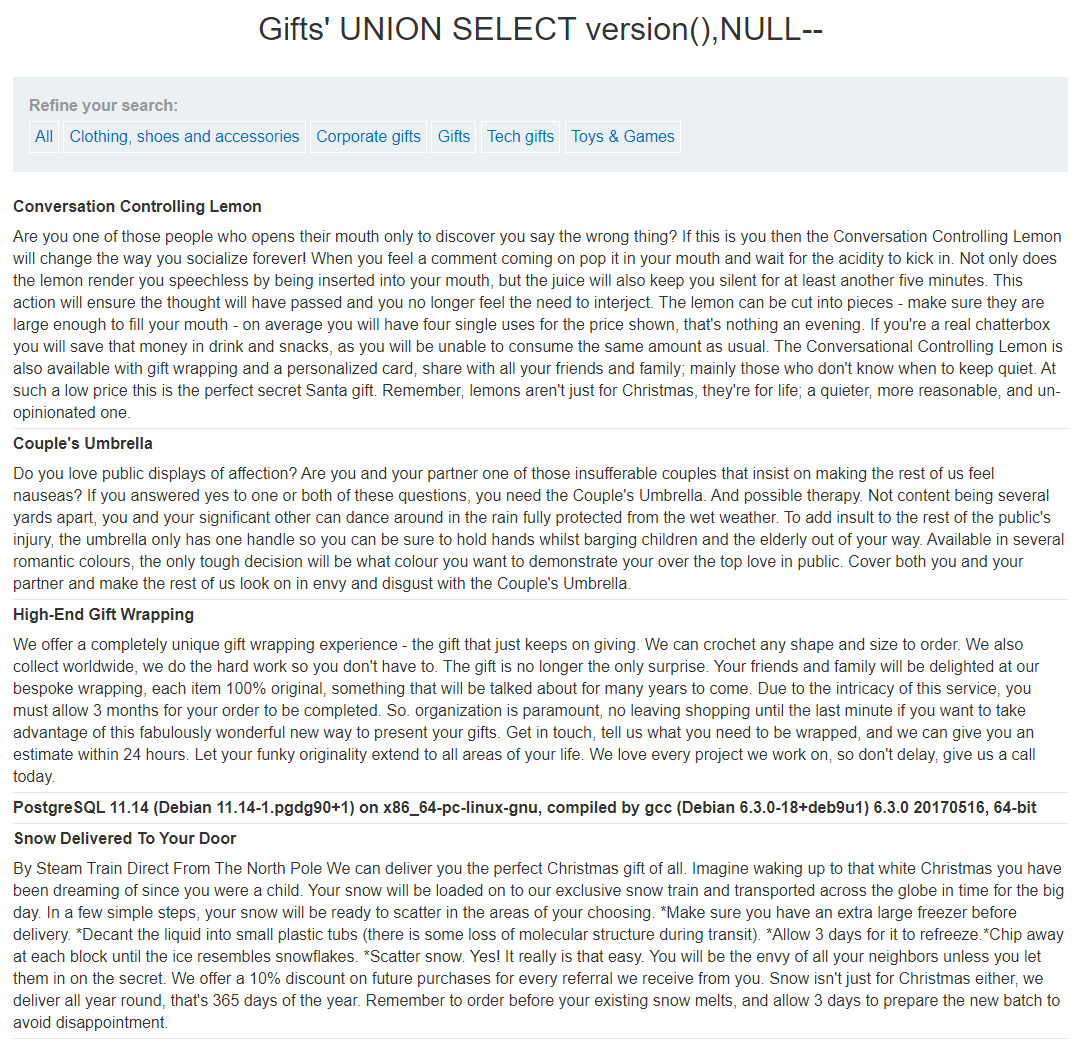 Gifts' UNION SELECT version(),NULL--
Refine your search:
All Clothing, shoes and accessories Corporate gifts Gifts Tech gifts Toys & Games
Conversation Controlling Lemon
Are you one of those people who opens their mouth only to discover you say the wrong thing? If this is you then the Conversation Controlling Lemon
will change the way you socialize forever! When you feel a comment coming on pop it in your mouth and wait for the acidity to kick in. Not only does
the lemon render you speechless by being inserted into your mouth, but the juice will also keep you silent for at least another five minutes. This
action will ensure the thought will have passed and you no longer feel the need to interject. The lemon can be cut into pieces - make sure they are
large enough to fill your mouth - on average you will have four single uses for the price shown, that's nothing an evening. If you're a real chatterbox
you will save that money in drink and snacks, as you will be unable to consume the same amount as usual. The Conversational Controlling Lemon is
also available with gift wrapping and a personalized card, share with all your friends and family; mainly those who don't know when to keep quiet. At
such a low price this is the perfect secret Santa gift. Remember, lemons aren't just for Christmas, they're for life; a quieter, more reasonable, and un-
opinionated one.
Couple's Umbrella
Do you love public displays of affection? Are you and your partner one of those insufferable couples that insist on making the rest of us feel
nauseas? If you answered yes to one or both of these questions, you need the Couple's Umbrella. And possible therapy. Not content being several
yards apart, you and your significant other can dance around in the rain fully protected from the wet weather. To add insult to the rest of the public's
injury, the umbrella only has one handle so you can be sure to hold hands whilst barging children and the elderly out of your way. Available in several
romantic colours, the only tough decision will be what colour you want to demonstrate your over the top love in public. Cover both you and your
partner and make the rest of us look on in envy and disgust with the Couple's Umbrella.
High-End Gift Wrapping
We offer a completely unique gift wrapping experience - the gift that just keeps on giving. We can crochet any shape and size to order. We also
collect worldwide, we do the hard work so you don't have to. The gift is no longer the only surprise. Your friends and family will be delighted at our
bespoke wrapping, each item 100% original, something that will be talked about for many years to come. Due to the intricacy of this service, you
must allow 3 months for your order to be completed. So. organization is paramount, no leaving shopping until the last minute if you want to take
advantage of this fabulously wonderful new way to present your gifts. Get in touch, tell us what you need to be wrapped, and we can give you an
estimate within 24 hours. Let your funky originality extend to all areas of your life. We love every project we work on, so don't delay, give us a call
today.
PostgreSQL 11.14 (Debian 11.14-1.pgdg90+1) on x86_64-pc-linux-gnu, compiled by gcc (Debian 6.3.0-18+deb9u1) 6.3.0 20170516, 64-bit
Snow Delivered To Your Door
By Steam Train Direct From The North Pole We can deliver you the perfect Christmas gift of all. Imagine waking up to that white Christmas you have
been dreaming of since you were a child. Your snow will be loaded on to our exclusive snow train and transported across the globe in time for the big
day. In a few simple steps, your snow will be ready to scatter in the areas of your choosing. *Make sure you have an extra large freezer before
delivery. *Decant the liquid into small plastic tubs (there is some loss of molecular structure during transit). *Allow 3 days for it to refreeze.*Chip away
at each block until the ice resembles snowflakes. *Scatter snow. Yes! It really is that easy. You will be the envy of all your neighbors unless you let
them in on the secret. We offer a 10% discount on future purchases for every referral we receive from you. Snow isn't just for Christmas either, we
deliver all year round, that's 365 days of the year. Remember to order before your existing snow melts, and allow 3 days to prepare the new batch to
avoid disappointment.